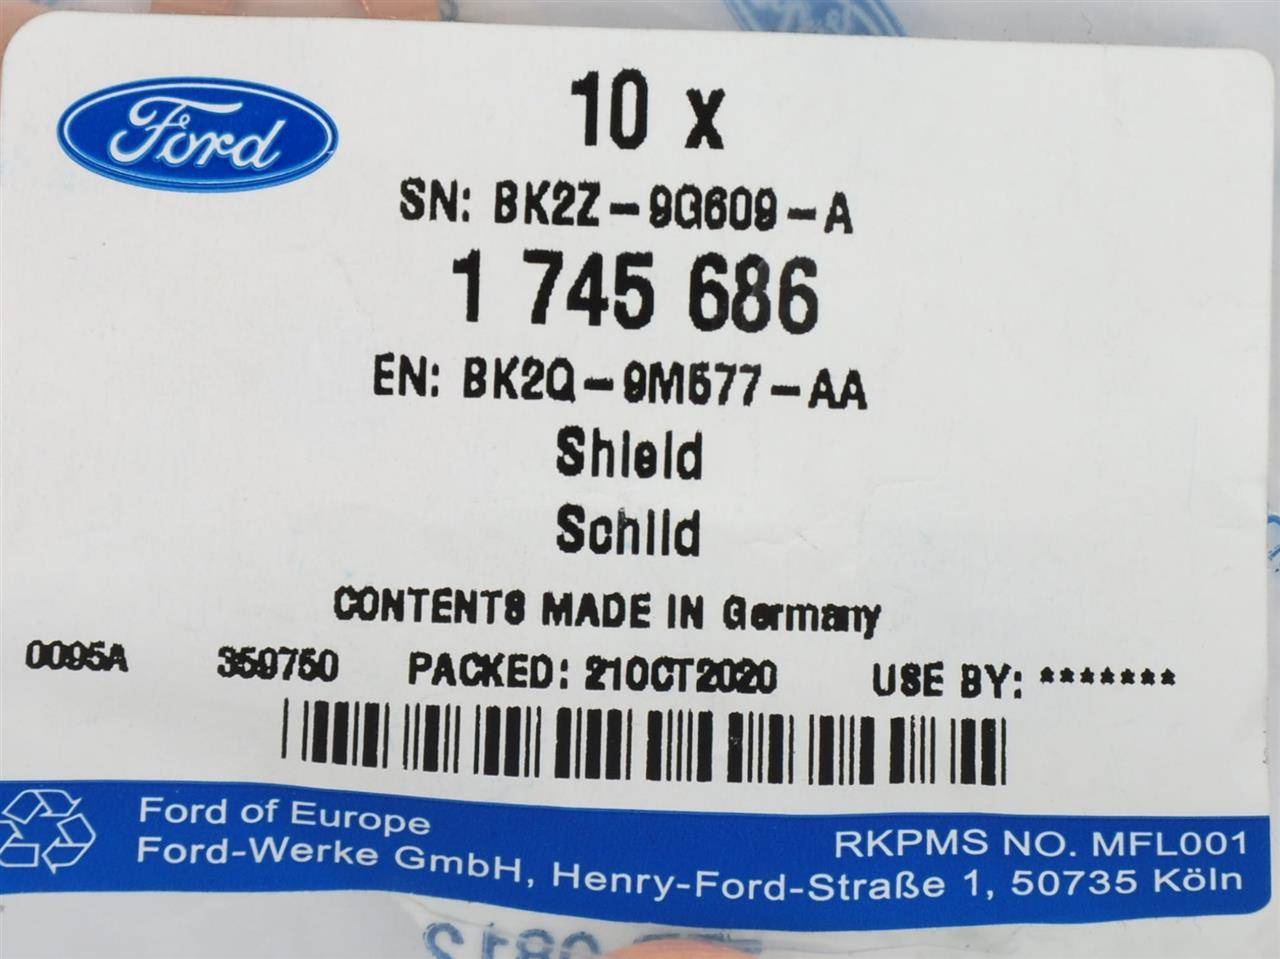 Ford
10 x
SN: BK2Z-9G609-A
1 745 686
EN: BK2Q-9M577-AA
Shield
Schild
CONTENTS MADE IN Germany
0095A 359750 PACKED: 21OCT2020 USE BY: *******
Ford of Europe
Ford-Werke GmbH, Henry-Ford-Straße 1, 50735 Köln
RKPMS NO. MFL001